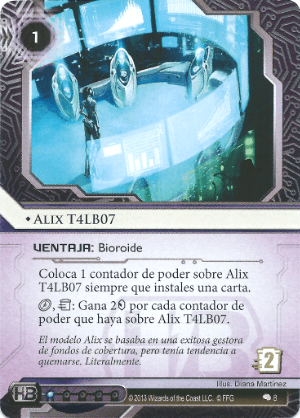 1
• ALIX T4LB07
VENTAJA: Bioroide
Coloca 1 contador de poder sobre Alix
T4LB07 siempre que instales una carta.
, : Gana 2 por cada contador de
poder que haya sobre Alix T4LB07.
El modelo Alix se basaba en una exitosa gestora
de fondos de cobertura, pero tenía tendencia a
quemarse. Literalmente.
2
Illus. Diana Martinez
HB
© 2013 Wizards of the Coast LLC. © FFG
8